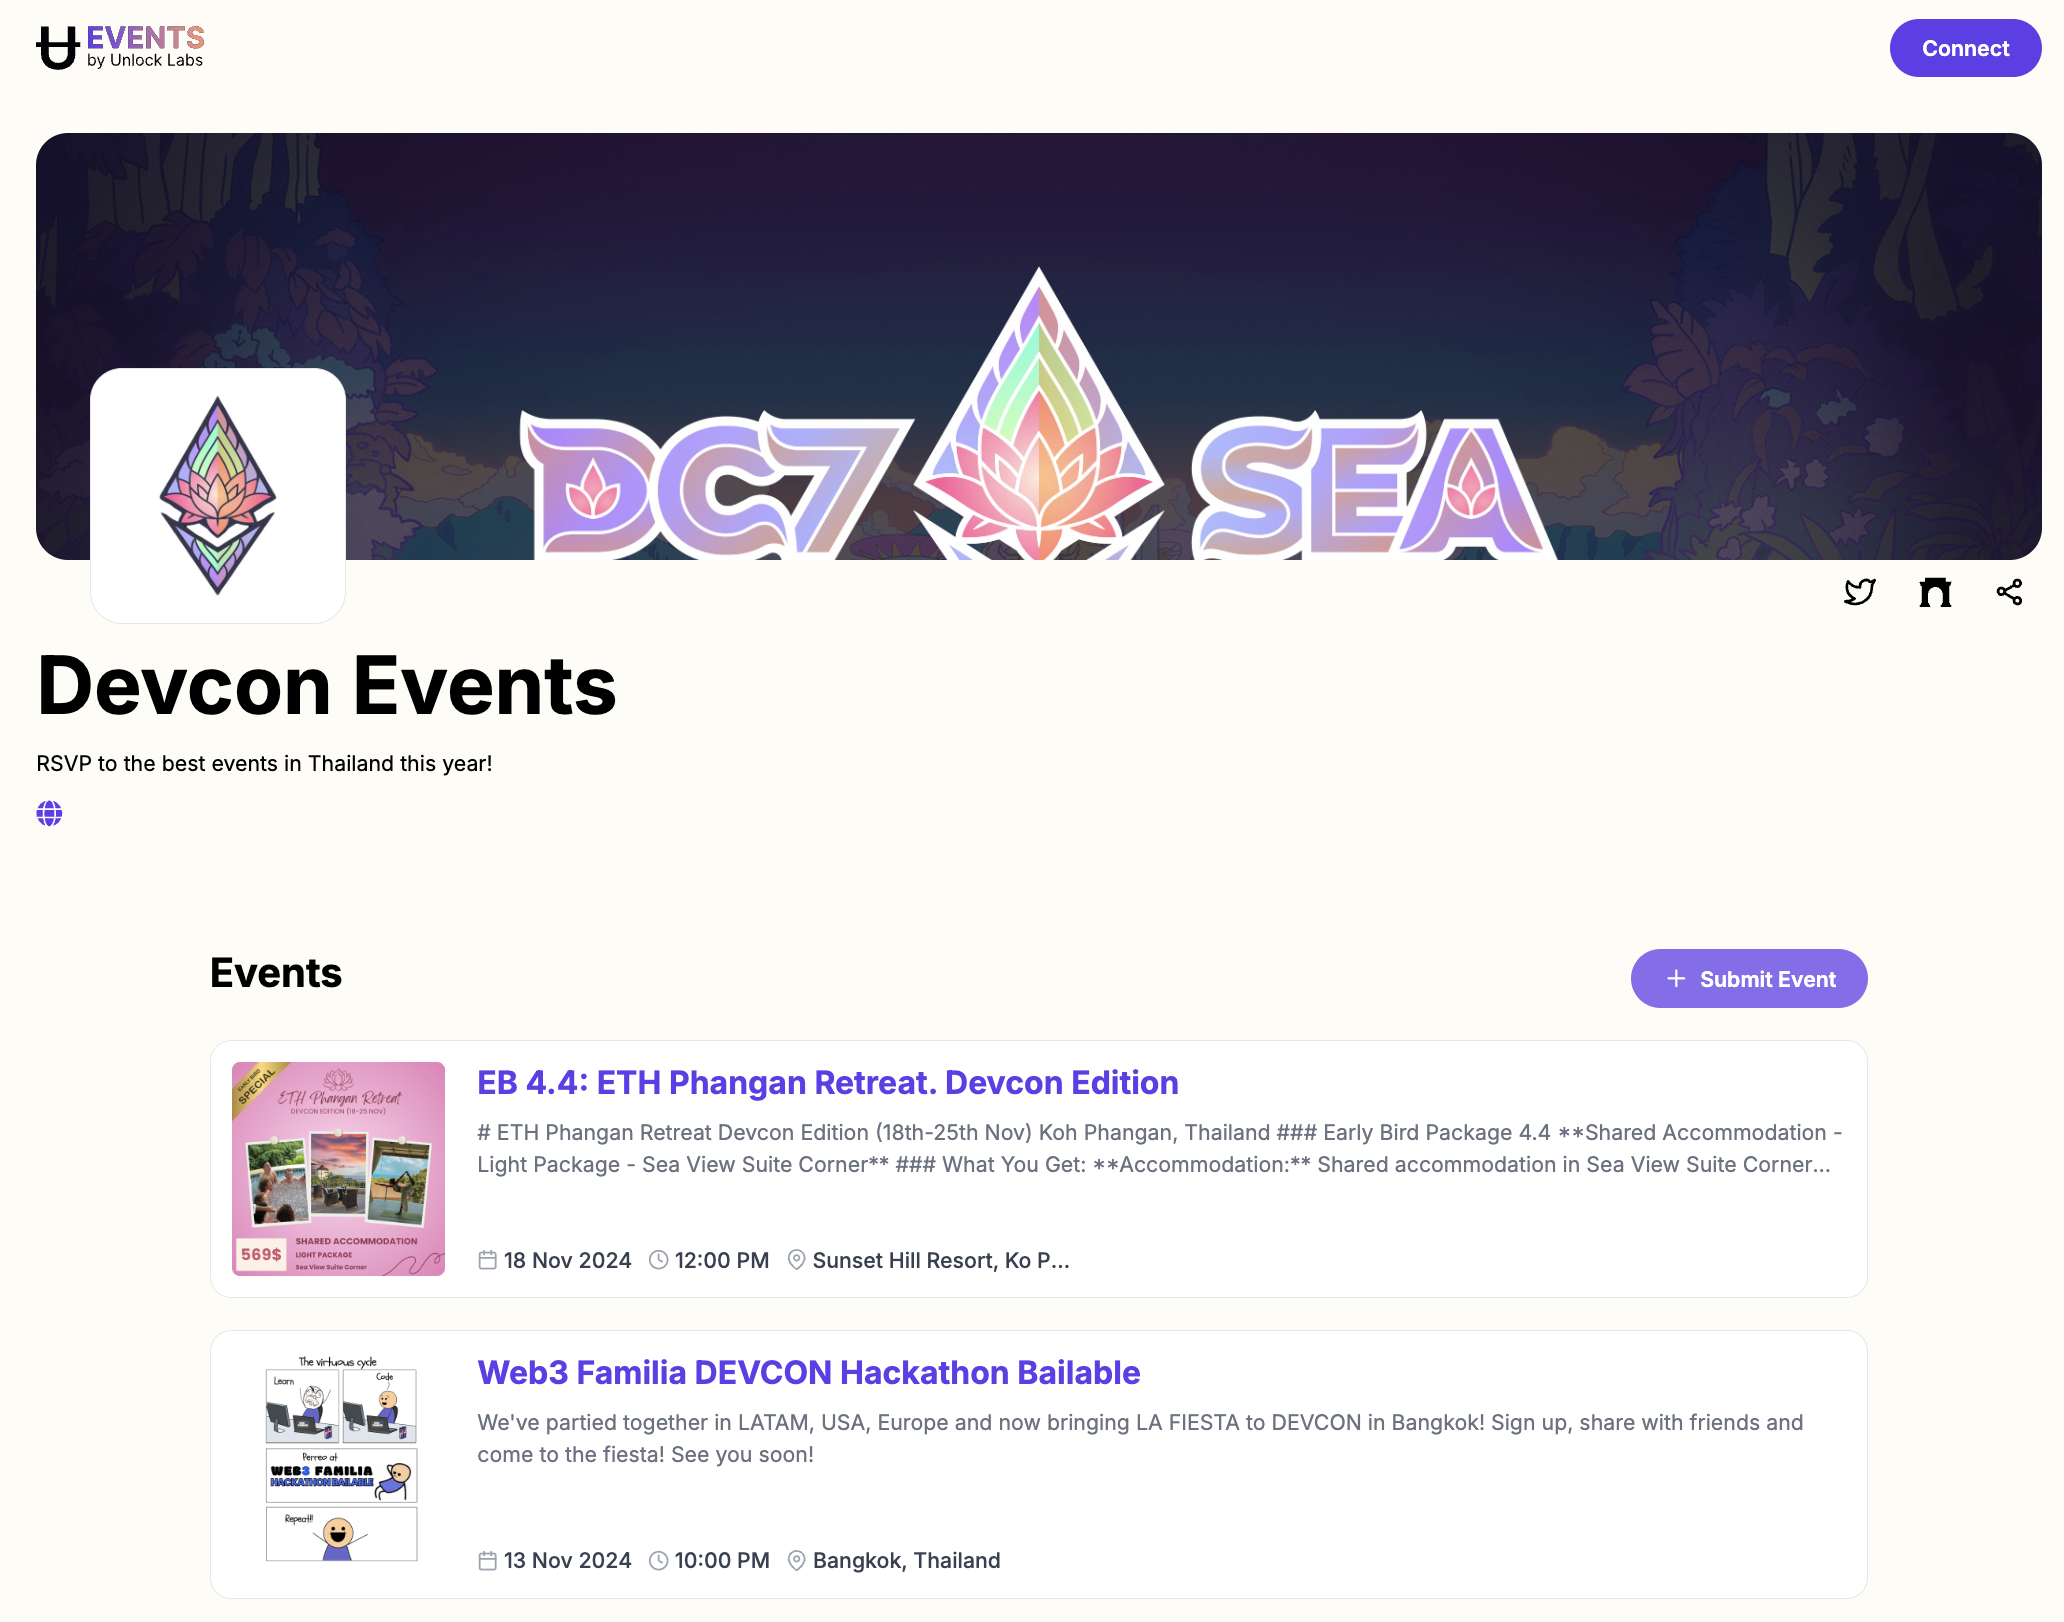 EVENTS
by Unlock Labs
Connect
DC7 SEA
Devcon Events
RSVP to the best events in Thailand this year!
Events
Submit Event
EARLY BIRD
SPECIAL
ETH Phangan Retreat
DEVCON EDITION (18-25 NOV)
569$
SHARED ACCOMMODATION
LIGHT PACKAGE
Sea View Suite Corner
EB 4.4: ETH Phangan Retreat. Devcon Edition
# ETH Phangan Retreat Devcon Edition (18th-25th Nov) Koh Phangan, Thailand ### Early Bird Package 4.4 **Shared Accommodation -
Light Package - Sea View Suite Corner** ### What You Get: **Accommodation:** Shared accommodation in Sea View Suite Corner...
18 Nov 2024 12:00 PM Sunset Hill Resort, Ko P...
The virtuous cycle
Learn
Code
Perreo at
WEB3 FAMILIA
HACKATHON BAILABLE
Repeat!!
Web3 Familia DEVCON Hackathon Bailable
We've partied together in LATAM, USA, Europe and now bringing LA FIESTA to DEVCON in Bangkok! Sign up, share with friends and
come to the fiesta! See you soon!
13 Nov 2024 10:00 PM Bangkok, Thailand